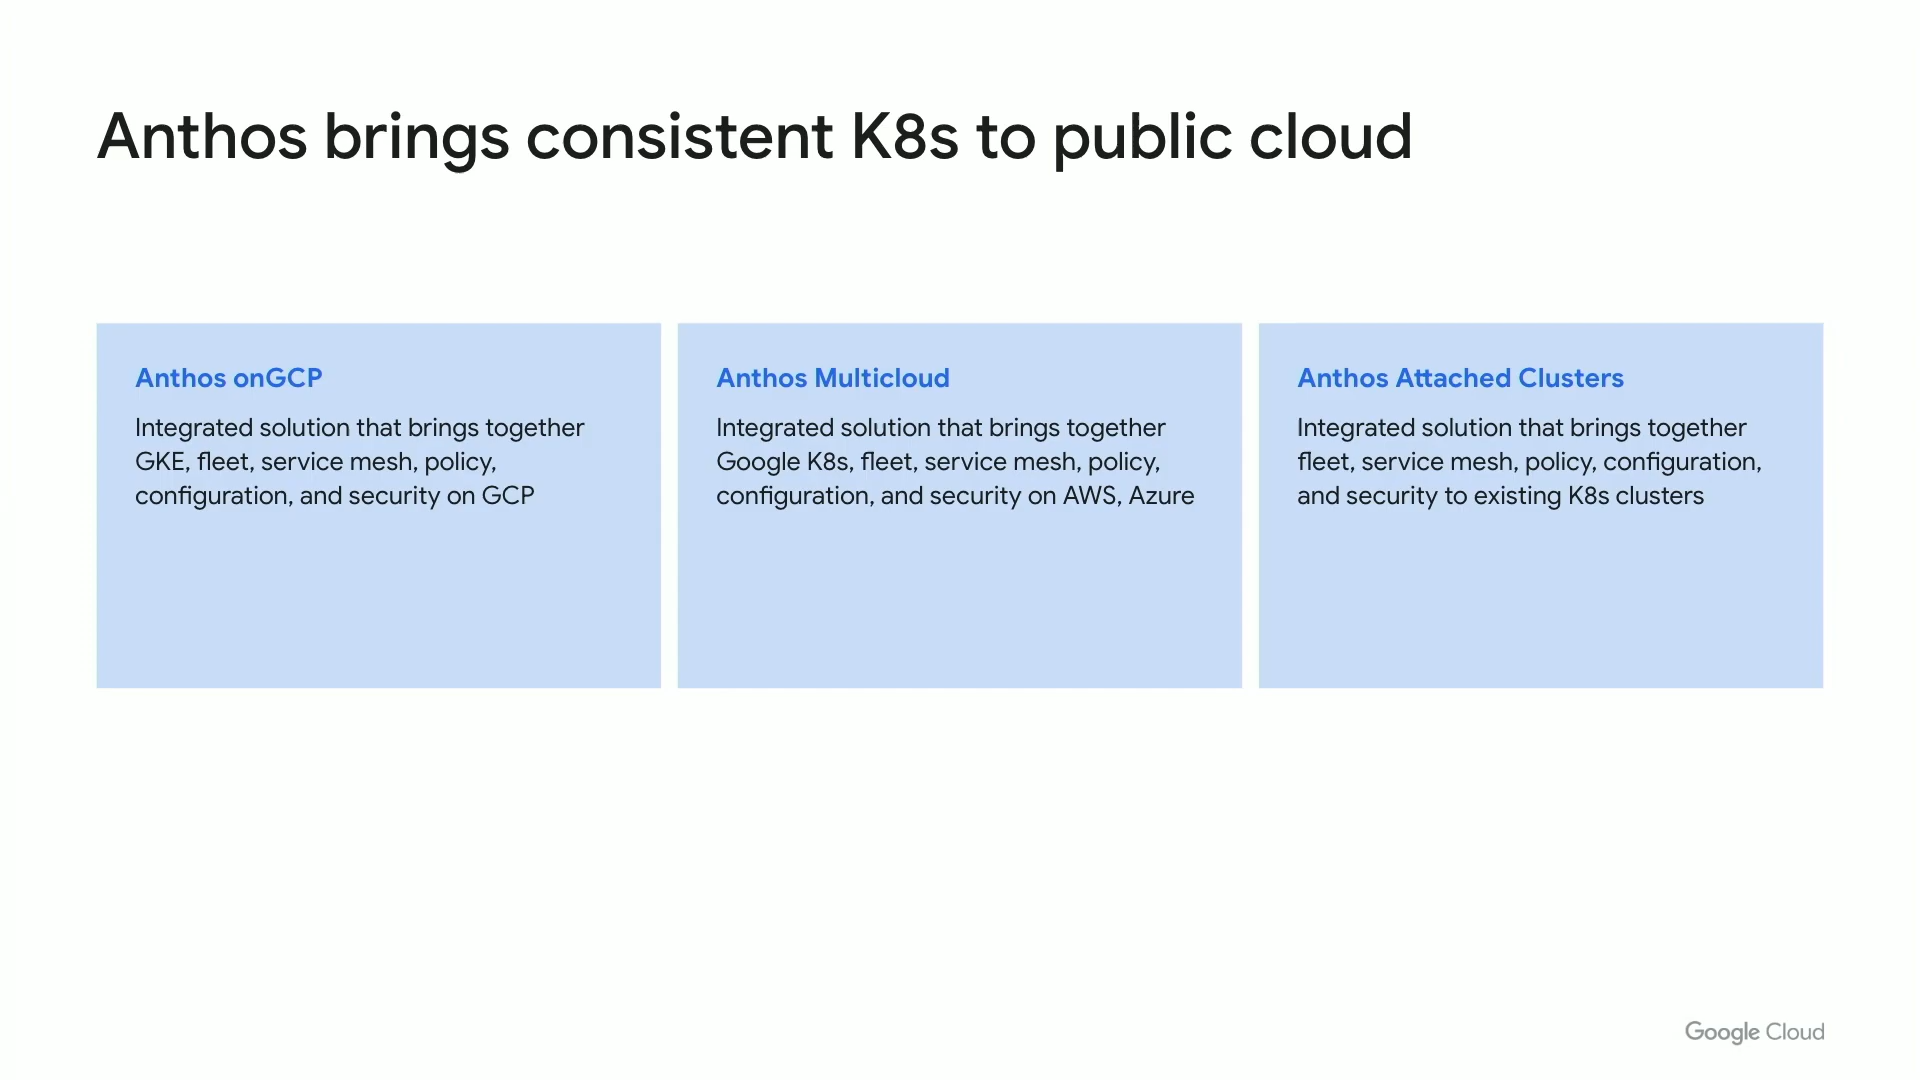 Anthos brings consistent K8s to public cloud
Anthos onGCP
Integrated solution that brings together
GKE, fleet, service mesh, policy,
configuration, and security on GCP
Anthos Multicloud
Integrated solution that brings together
Google K8s, fleet, service mesh, policy,
configuration, and security on AWS, Azure
Anthos Attached Clusters
Integrated solution that brings together
fleet, service mesh, policy, configuration,
and security to existing K8s clusters
Google Cloud